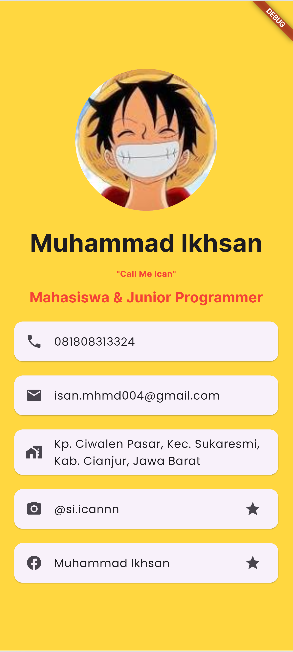 DEBUG
Muhammad Ikhsan
"Call Me Ican"
Mahasiswa & Junior Programmer
081808313324
isan.mhmd004@gmail.com
Kp. Ciwalen Pasar, Kec. Sukaresmi,
Kab. Cianjur, Jawa Barat
@si.icannn
Muhammad Ikhsan